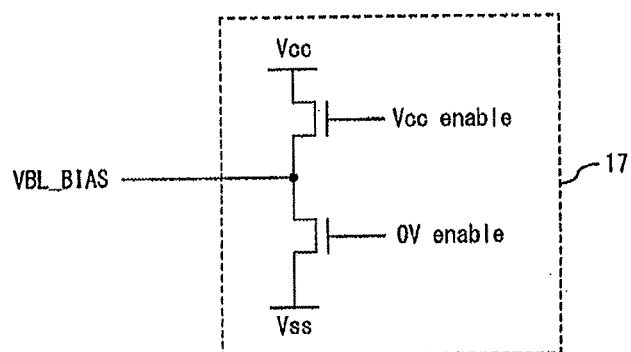 Vcc
Vcc enable
17
VBL_BIAS
0V enable
Vss